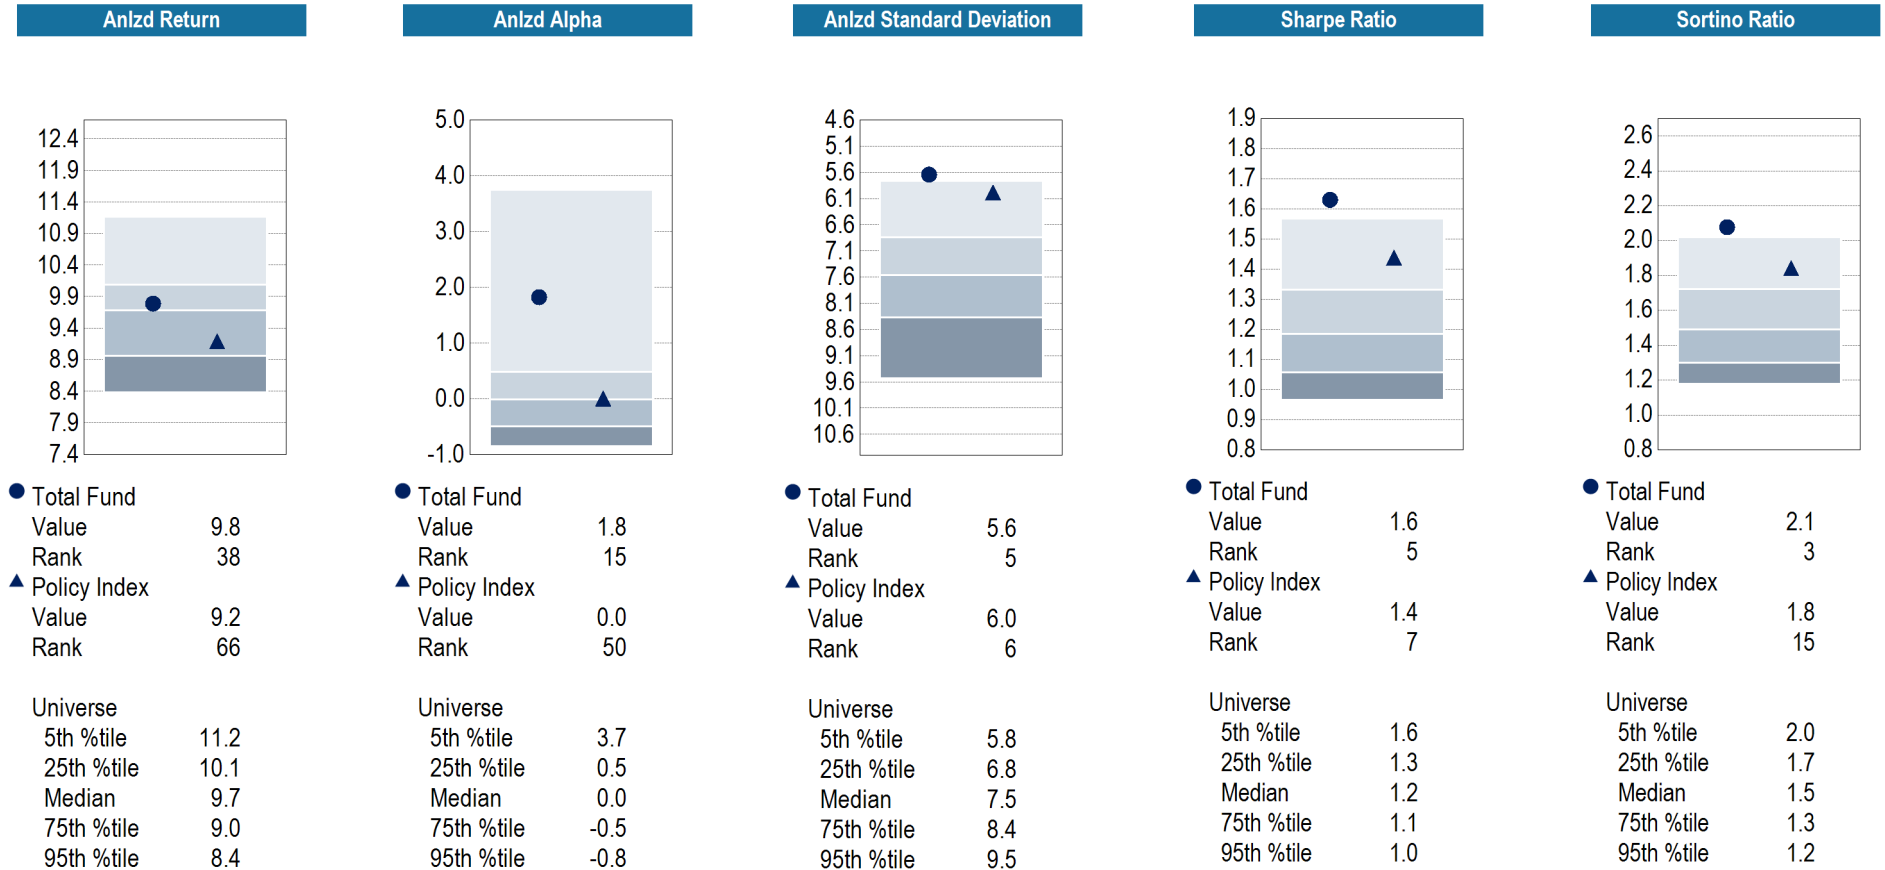 Anlzd Return
12.4
11.9
11.4
10.9
10.4
9.9
9.4
8.9
8.4
7.9
7.4
Total Fund
Value 9.8
Rank 38
Policy Index
Value 9.2
Rank 66
Universe
5th %tile 11.2
25th %tile 10.1
Median 9.7
75th %tile 9.0
95th %tile 8.4
Anlzd Alpha
5.0
4.0
3.0
2.0
1.0
0.0
-1.0
Total Fund
Value 1.8
Rank 15
Policy Index
Value 0.0
Rank 50
Universe
5th %tile 3.7
25th %tile 0.5
Median 0.0
75th %tile -0.5
95th %tile -0.8
Anlzd Standard Deviation
4.6
5.1
5.6
6.1
6.6
7.1
7.6
8.1
8.6
9.1
9.6
10.1
10.6
Total Fund
Value 5.6
Rank 5
Policy Index
Value 6.0
Rank 6
Universe
5th %tile 5.8
25th %tile 6.8
Median 7.5
75th %tile 8.4
95th %tile 9.5
Sharpe Ratio
1.9
1.8
1.7
1.6
1.5
1.4
1.3
1.2
1.1
1.0
0.9
0.8
Total Fund
Value 1.6
Rank 5
Policy Index
Value 1.4
Rank 7
Universe
5th %tile 1.6
25th %tile 1.3
Median 1.2
75th %tile 1.1
95th %tile 1.0
Sortino Ratio
2.6
2.4
2.2
2.0
1.8
1.6
1.4
1.2
1.0
0.8
Total Fund
Value 2.1
Rank 3
Policy Index
Value 1.8
Rank 15
Universe
5th %tile 2.0
25th %tile 1.7
Median 1.5
75th %tile 1.3
95th %tile 1.2